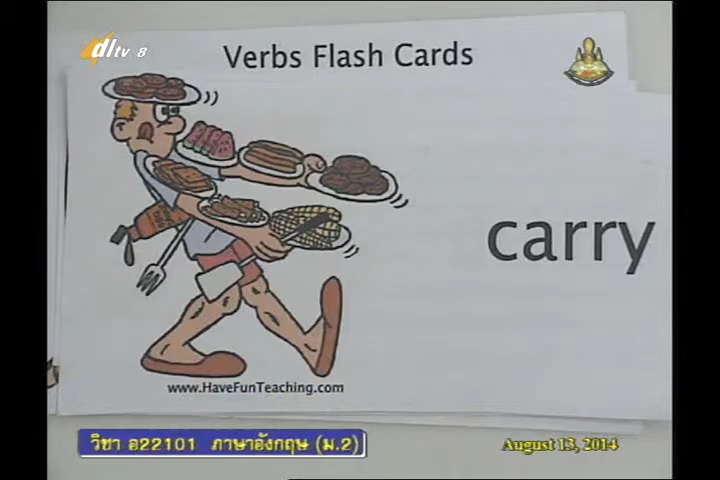 dltv 8
Verbs Flash Cards
carry
www.HaveFunTeaching.com
วิชา อ22101 ภาษาอังกฤษ (ม.2)
August 13, 2014